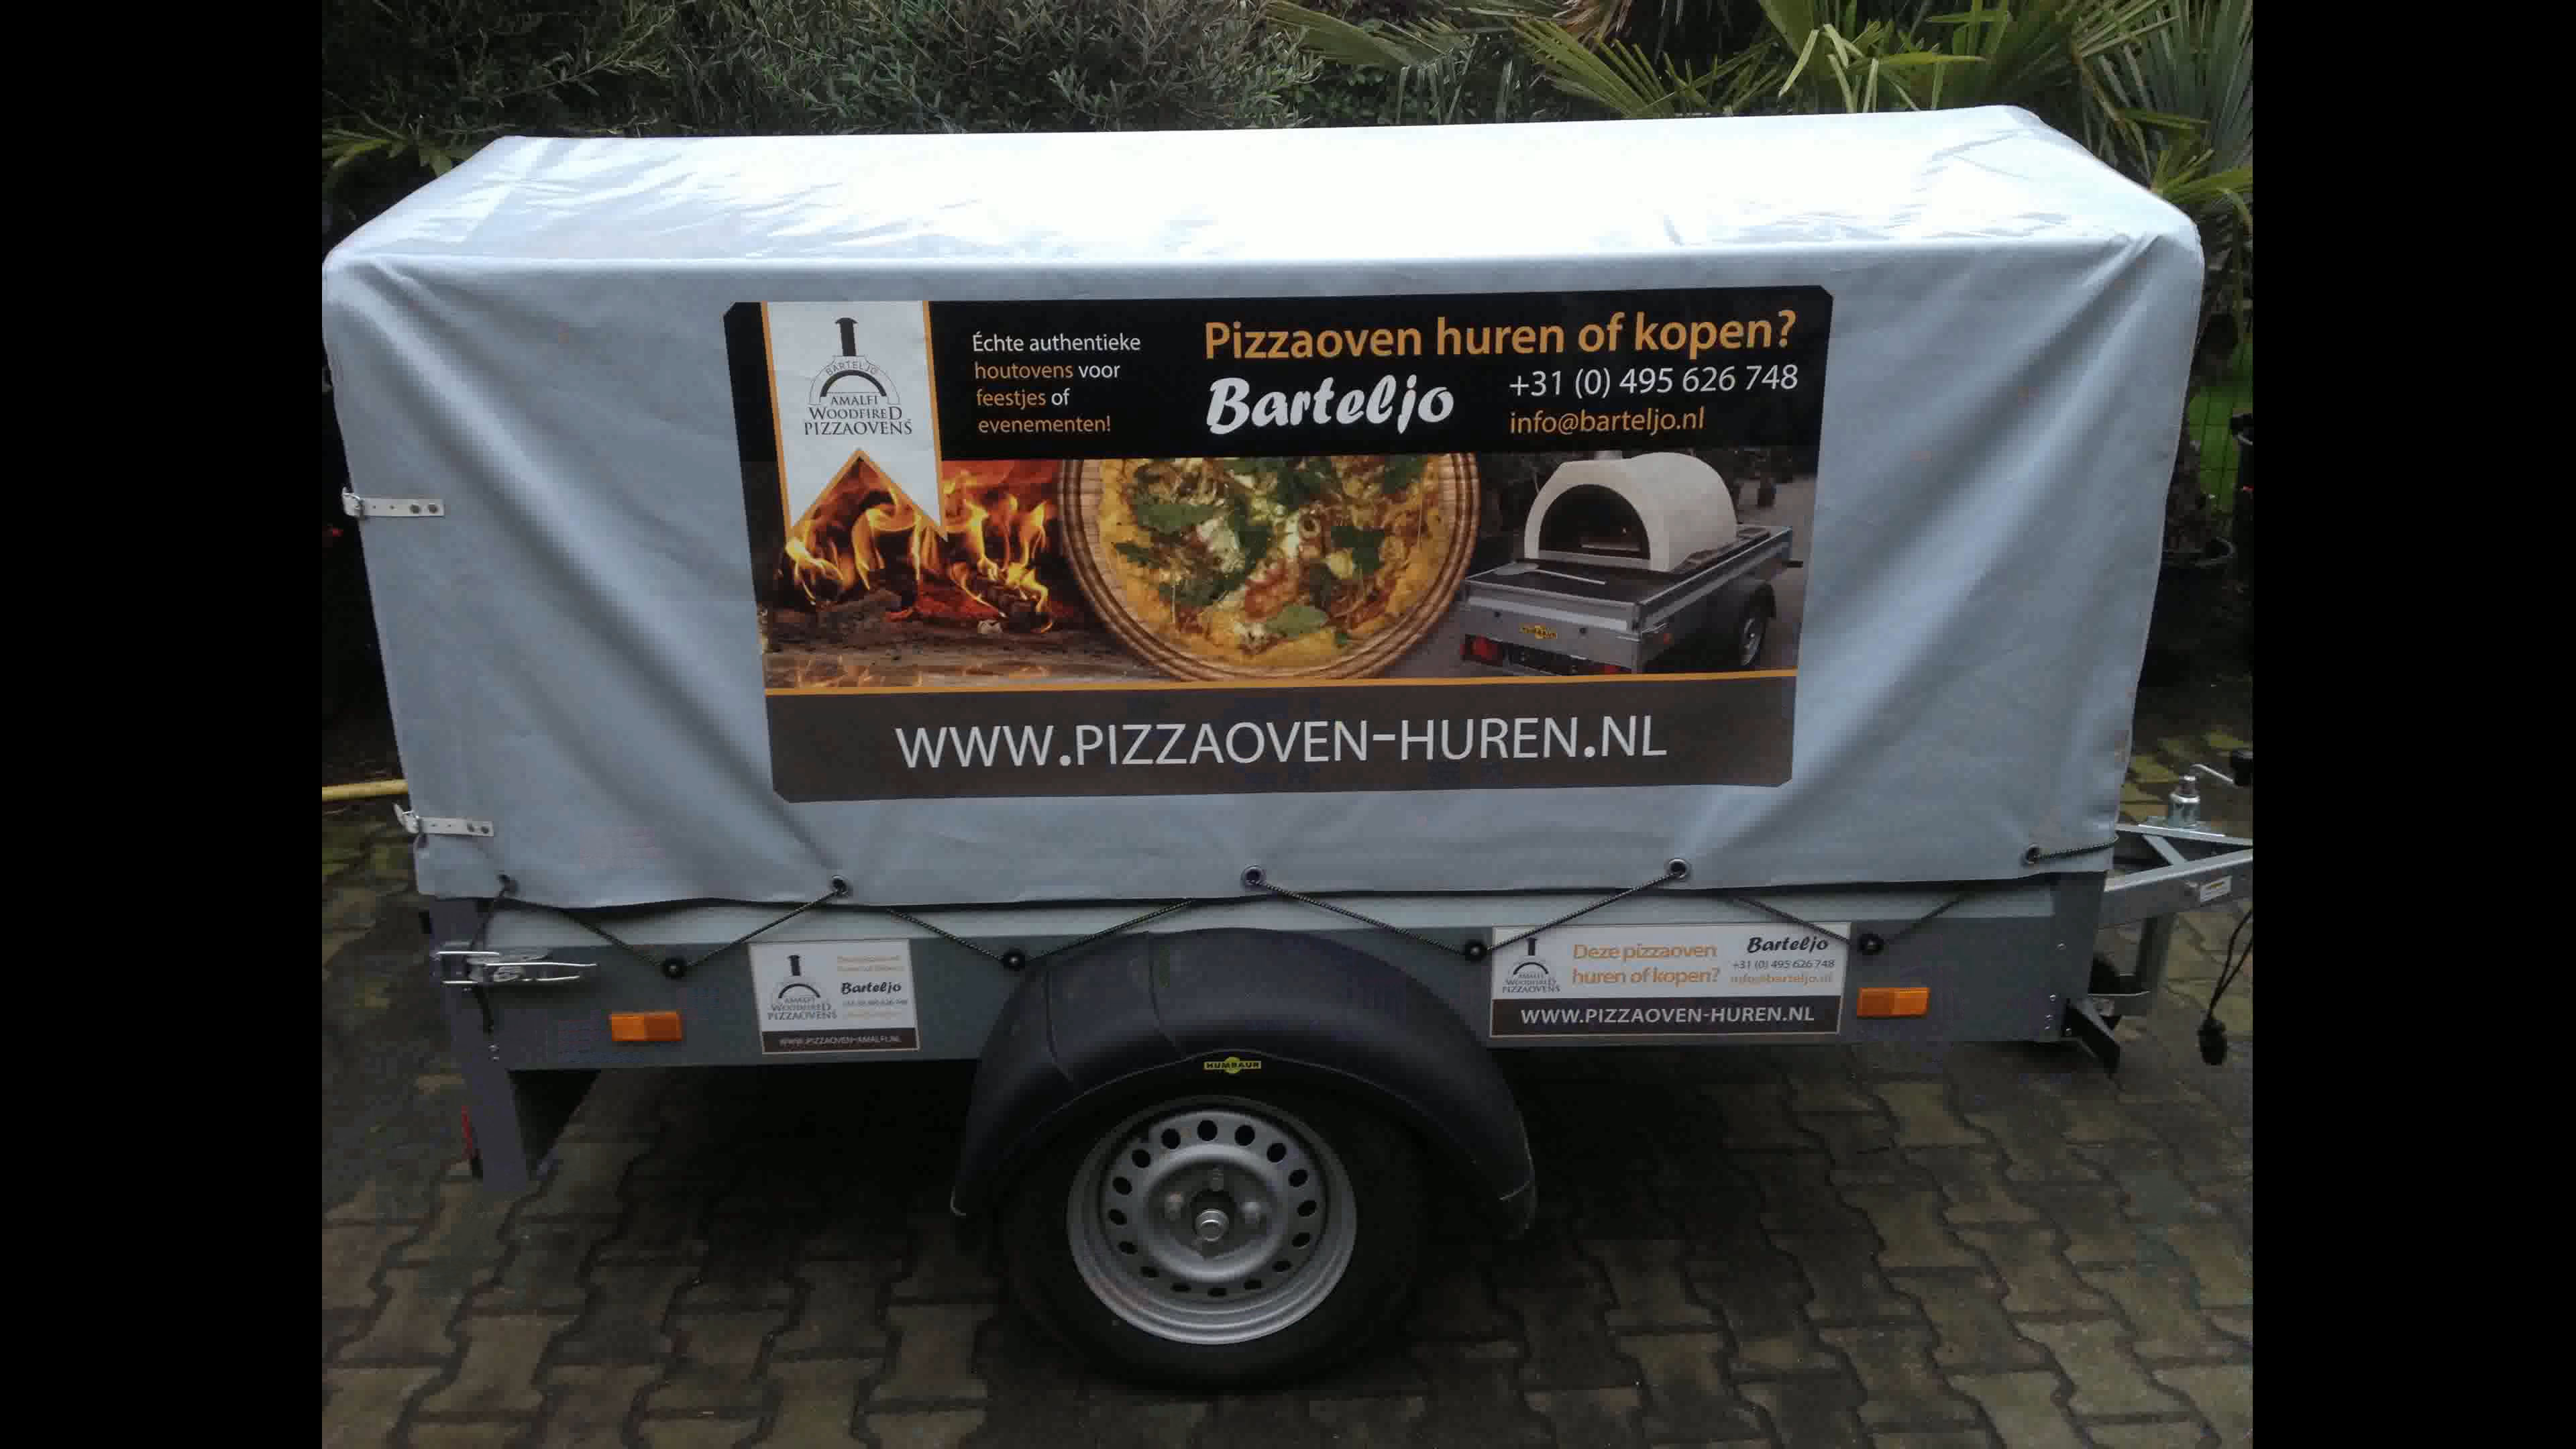 BARTELJO
AMALFI
WOODFIRED
PIZZAOVENS
Échte authentieke
houtovens voor
feestjes of
evenementen!
Pizzaoven huren of kopen?
Barteljo
+31 (0) 495 626 748
info@barteljo.nl
HUMBAUR
WWW.PIZZAOVEN-HUREN.NL
AMALFI
WOODFIRED
PIZZAOVENS
Barteljo
WWW.PIZZAOVEN-AMALFI.NL
AMALFI
WOODFIRED
PIZZAOVENS
Deze pizzaoven
huren of kopen?
Barteljo
+31 (0) 495 626 748
info@barteljo.nl
WWW.PIZZAOVEN-HUREN.NL
HUMBAUR